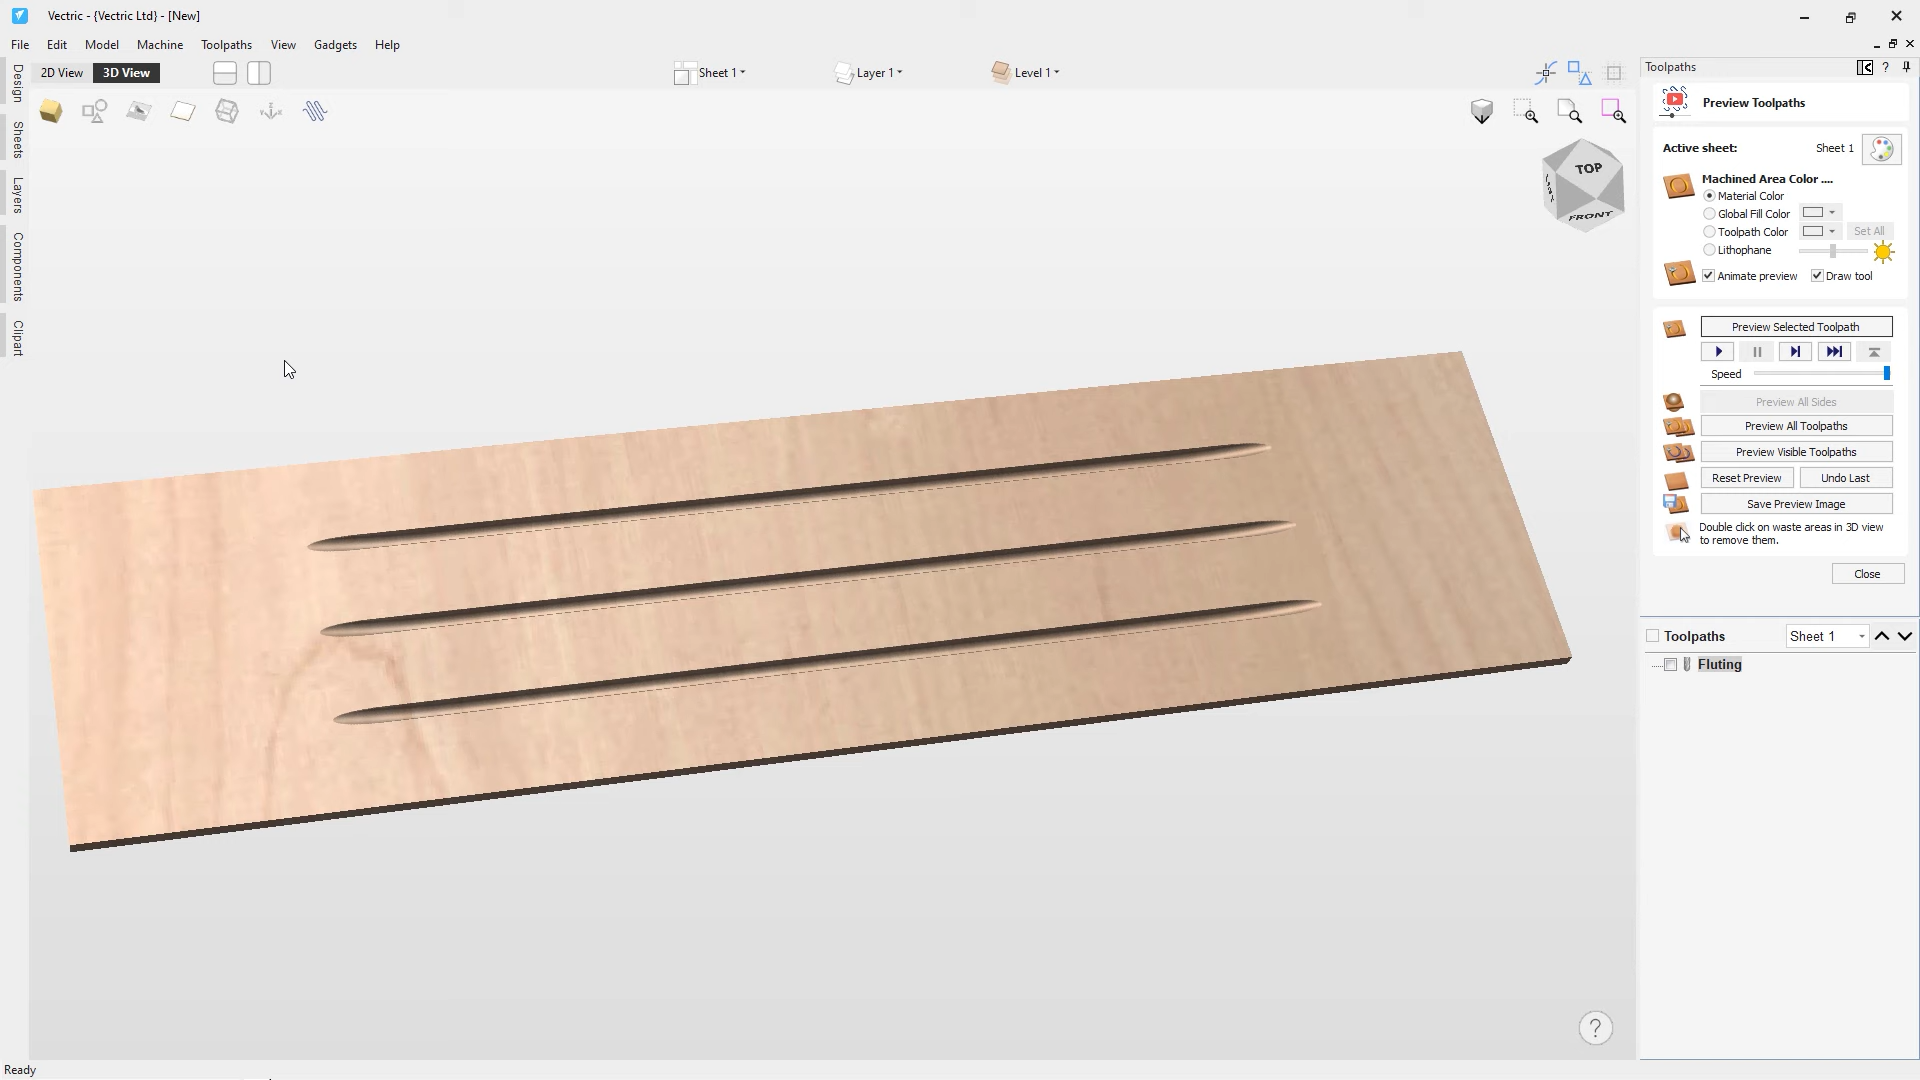 Vectric - {Vectric Ltd} - [New]
File Edit Model Machine Toolpaths View Gadgets Help
2D View 3D View Sheet 1 Layer 1 Level 1
Design
Sheets
Layers
Components
Clipart
TOP
FRONT
Toolpaths ?
Preview Toolpaths
Active sheet: Sheet 1
Machined Area Color ....
Material Color
Global Fill Color
Toolpath Color Set All
Lithophane
Animate preview Draw tool
Preview Selected Toolpath
Speed
Preview All Sides
Preview All Toolpaths
Preview Visible Toolpaths
Reset Preview Undo Last
Save Preview Image
Double click on waste areas in 3D view
to remove them.
Close
Toolpaths Sheet 1
Fluting
?
Ready